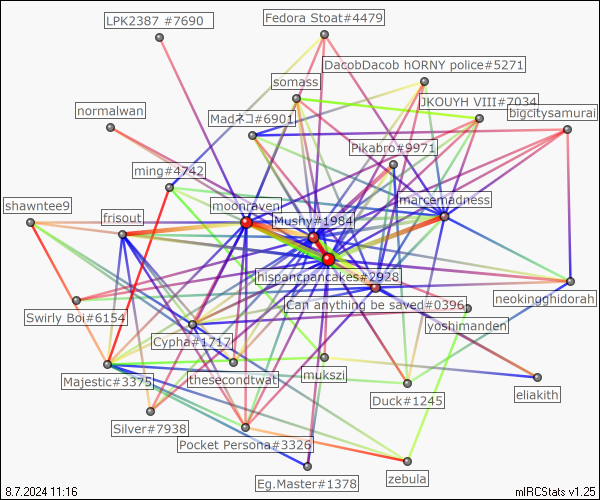 LPK2387 #7690
Fedora Stoat#4479
DacobDacob hORNY police#5271
somass
JKOUYH VIII#7034
normalwan
Madネコ#6901
bigcitysamurai
Pikabro#9971
ming#4742
shawntee9
moonraven
marcemadness
frisout
Mushy#1984
hispancpancakes#2928
Can anything be saved#0396
neokingghidorah
Swirly Boi#6154
yoshimanden
Cypha#1717
Majestic#3375
thesecondtwat
mukszi
eliakith
Duck#1245
Silver#7938
Pocket Persona#3326
Eg.Master#1378
zebula
8.7.2024 11:16
mIRCStats v1.25